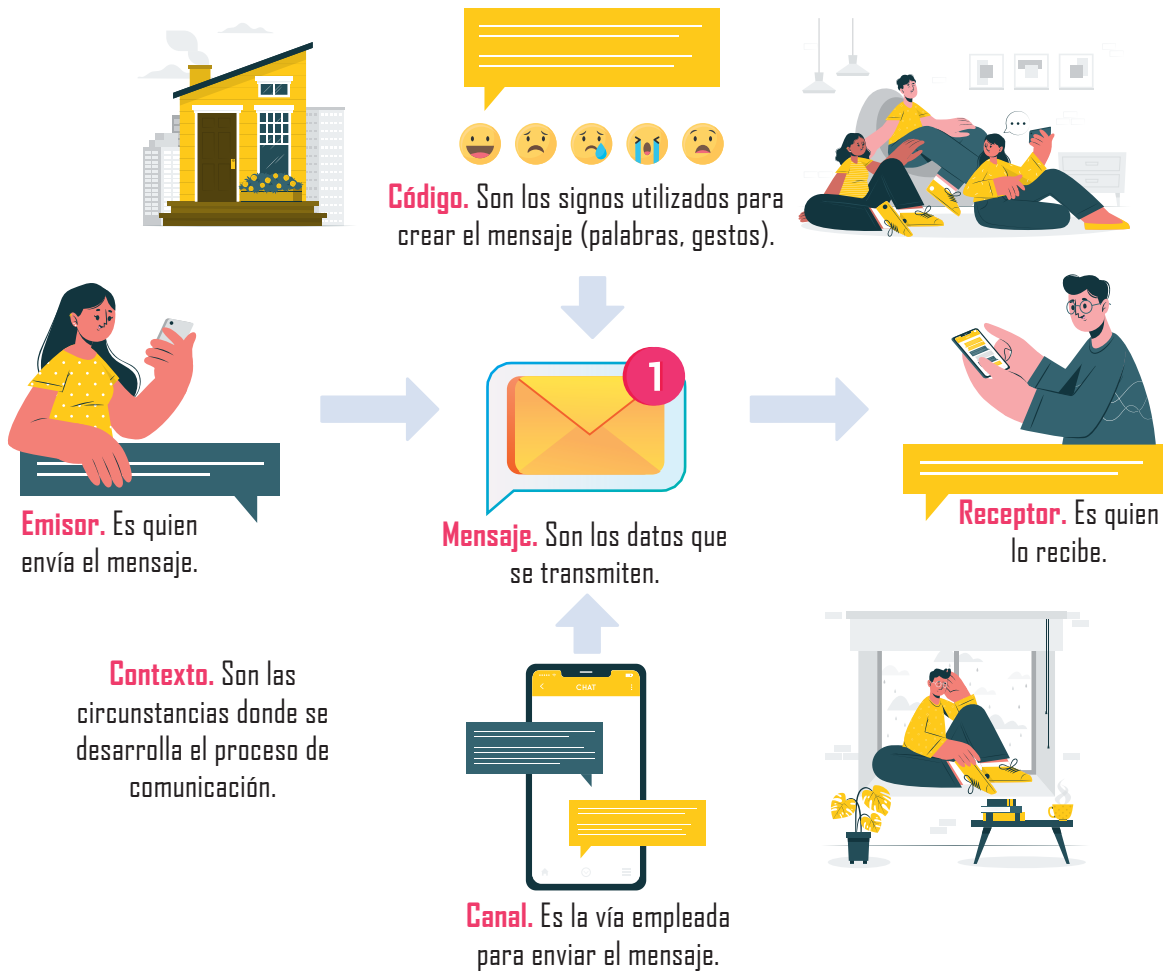 Código. Son los signos utilizados para
crear el mensaje (palabras, gestos).
1
Emisor. Es quien
envía el mensaje.
Mensaje. Son los datos que
se transmiten.
Receptor. Es quien
lo recibe.
Contexto. Son las
circunstancias donde se
desarrolla el proceso de
comunicación.
CHAT
Canal. Es la vía empleada
para enviar el mensaje.